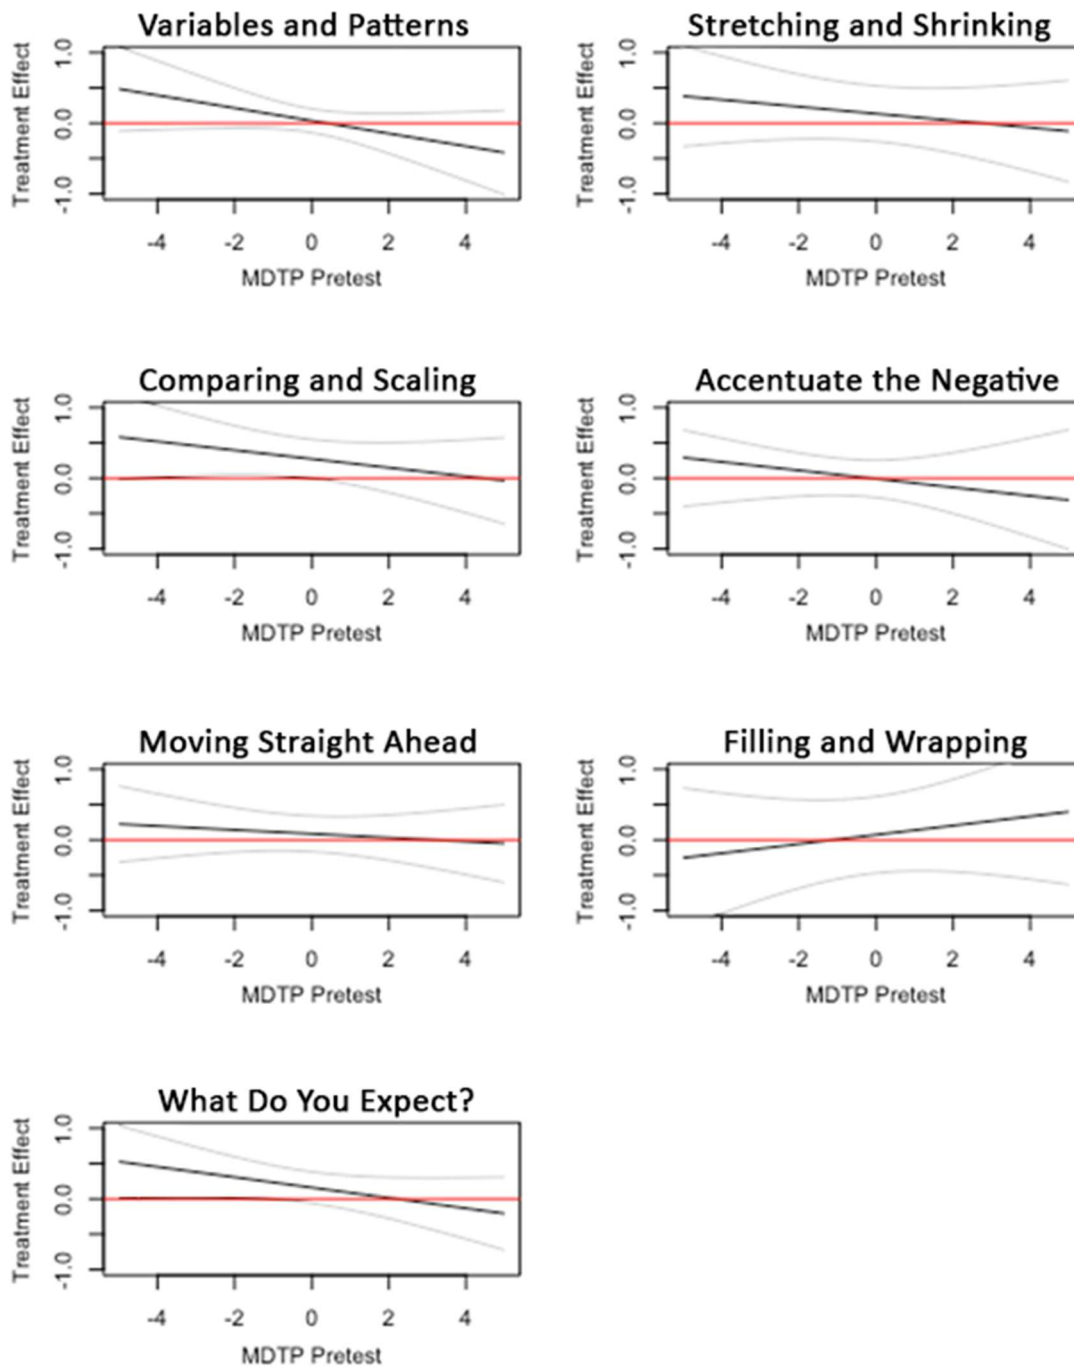 Variables and Patterns
Treatment Effect
1.0
0.0
-1.0
-4 -2 0 2 4
MDTP Pretest
Stretching and Shrinking
Treatment Effect
1.0
0.0
-1.0
-4 -2 0 2 4
MDTP Pretest
Comparing and Scaling
Treatment Effect
1.0
0.0
-1.0
-4 -2 0 2 4
MDTP Pretest
Accentuate the Negative
Treatment Effect
1.0
0.0
-1.0
-4 -2 0 2 4
MDTP Pretest
Moving Straight Ahead
Treatment Effect
1.0
0.0
-1.0
-4 -2 0 2 4
MDTP Pretest
Filling and Wrapping
Treatment Effect
1.0
0.0
-1.0
-4 -2 0 2 4
MDTP Pretest
What Do You Expect?
Treatment Effect
1.0
0.0
-1.0
-4 -2 0 2 4
MDTP Pretest